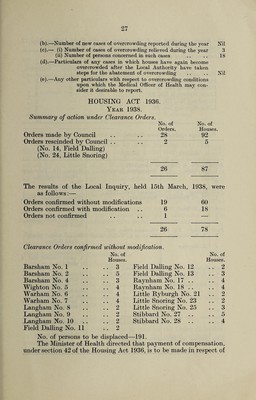 27
(b).—Number of new cases of overcrowding reported during the year Nil
(c).— (i) Number of cases of overcrowding relieved during the year 3
(ii) Number of persons concerned in such cases .. .. 18
(d).—Particulars of any cases in which houses have again become
overcrowded after the Local Authority have taken
steps for the abatement of overcrowding .. .. Nil
(e).—Any other particulars with respect to overcrowding conditions
upon which the Medical Officer of Health may con-
sider it desirable to report.
HOUSING ACT 1936.
YEAR 1938.
Summary of action under Clearance Orders.
No. of Orders. No. of Houses.
Orders made by Council .. .. 28 92
Orders rescinded by Council .. .. 2 5
(No. 14, Field Dalling)
(No. 24, Little Snoring)
26 87
The results of the Local Inquiry, held 15th March, 1938, were
as follows:—
Orders confirmed without modifications 19 60
Orders confirmed with modification .. 6 18
Orders not confirmed .. .. 1 —
26 78
Clearance Orders confirmed without modification.
No. of Houses. No. of Houses.
Barsham No. 1 .. .. 3 Field Dalling No. 12 .. 2
Barsham No. 2 .. .. 5 Field Dalling No. 13 .. 3
Barsham No. 4 .. .. 3 Raynham No. 17 .. .. 4
Wighton No. 5 .. .. 4 Raynham No. 18 .. .. 4
Warham No. 6 .. .. 4 Little Ryburgh No. 21 .. 2
Warham No. 7 .. .. 4 Little Snoring No. 23 .. 2
Langham No. 8 .. .. 2 Little Snoring No. 25 .. 3
Langham No. 9 .. .. 2 Stibbard No. 27 .. .. 5
Langham No. 10 .. .. 2 Stibbard No. 28 .. .. 4
Field Dalling No. 11 .. 2
No. of persons to be displaced—191.
The Minister of Health directed that payment of compensation,
under section 42 of the Housing Act 1936, is to be made in respect of